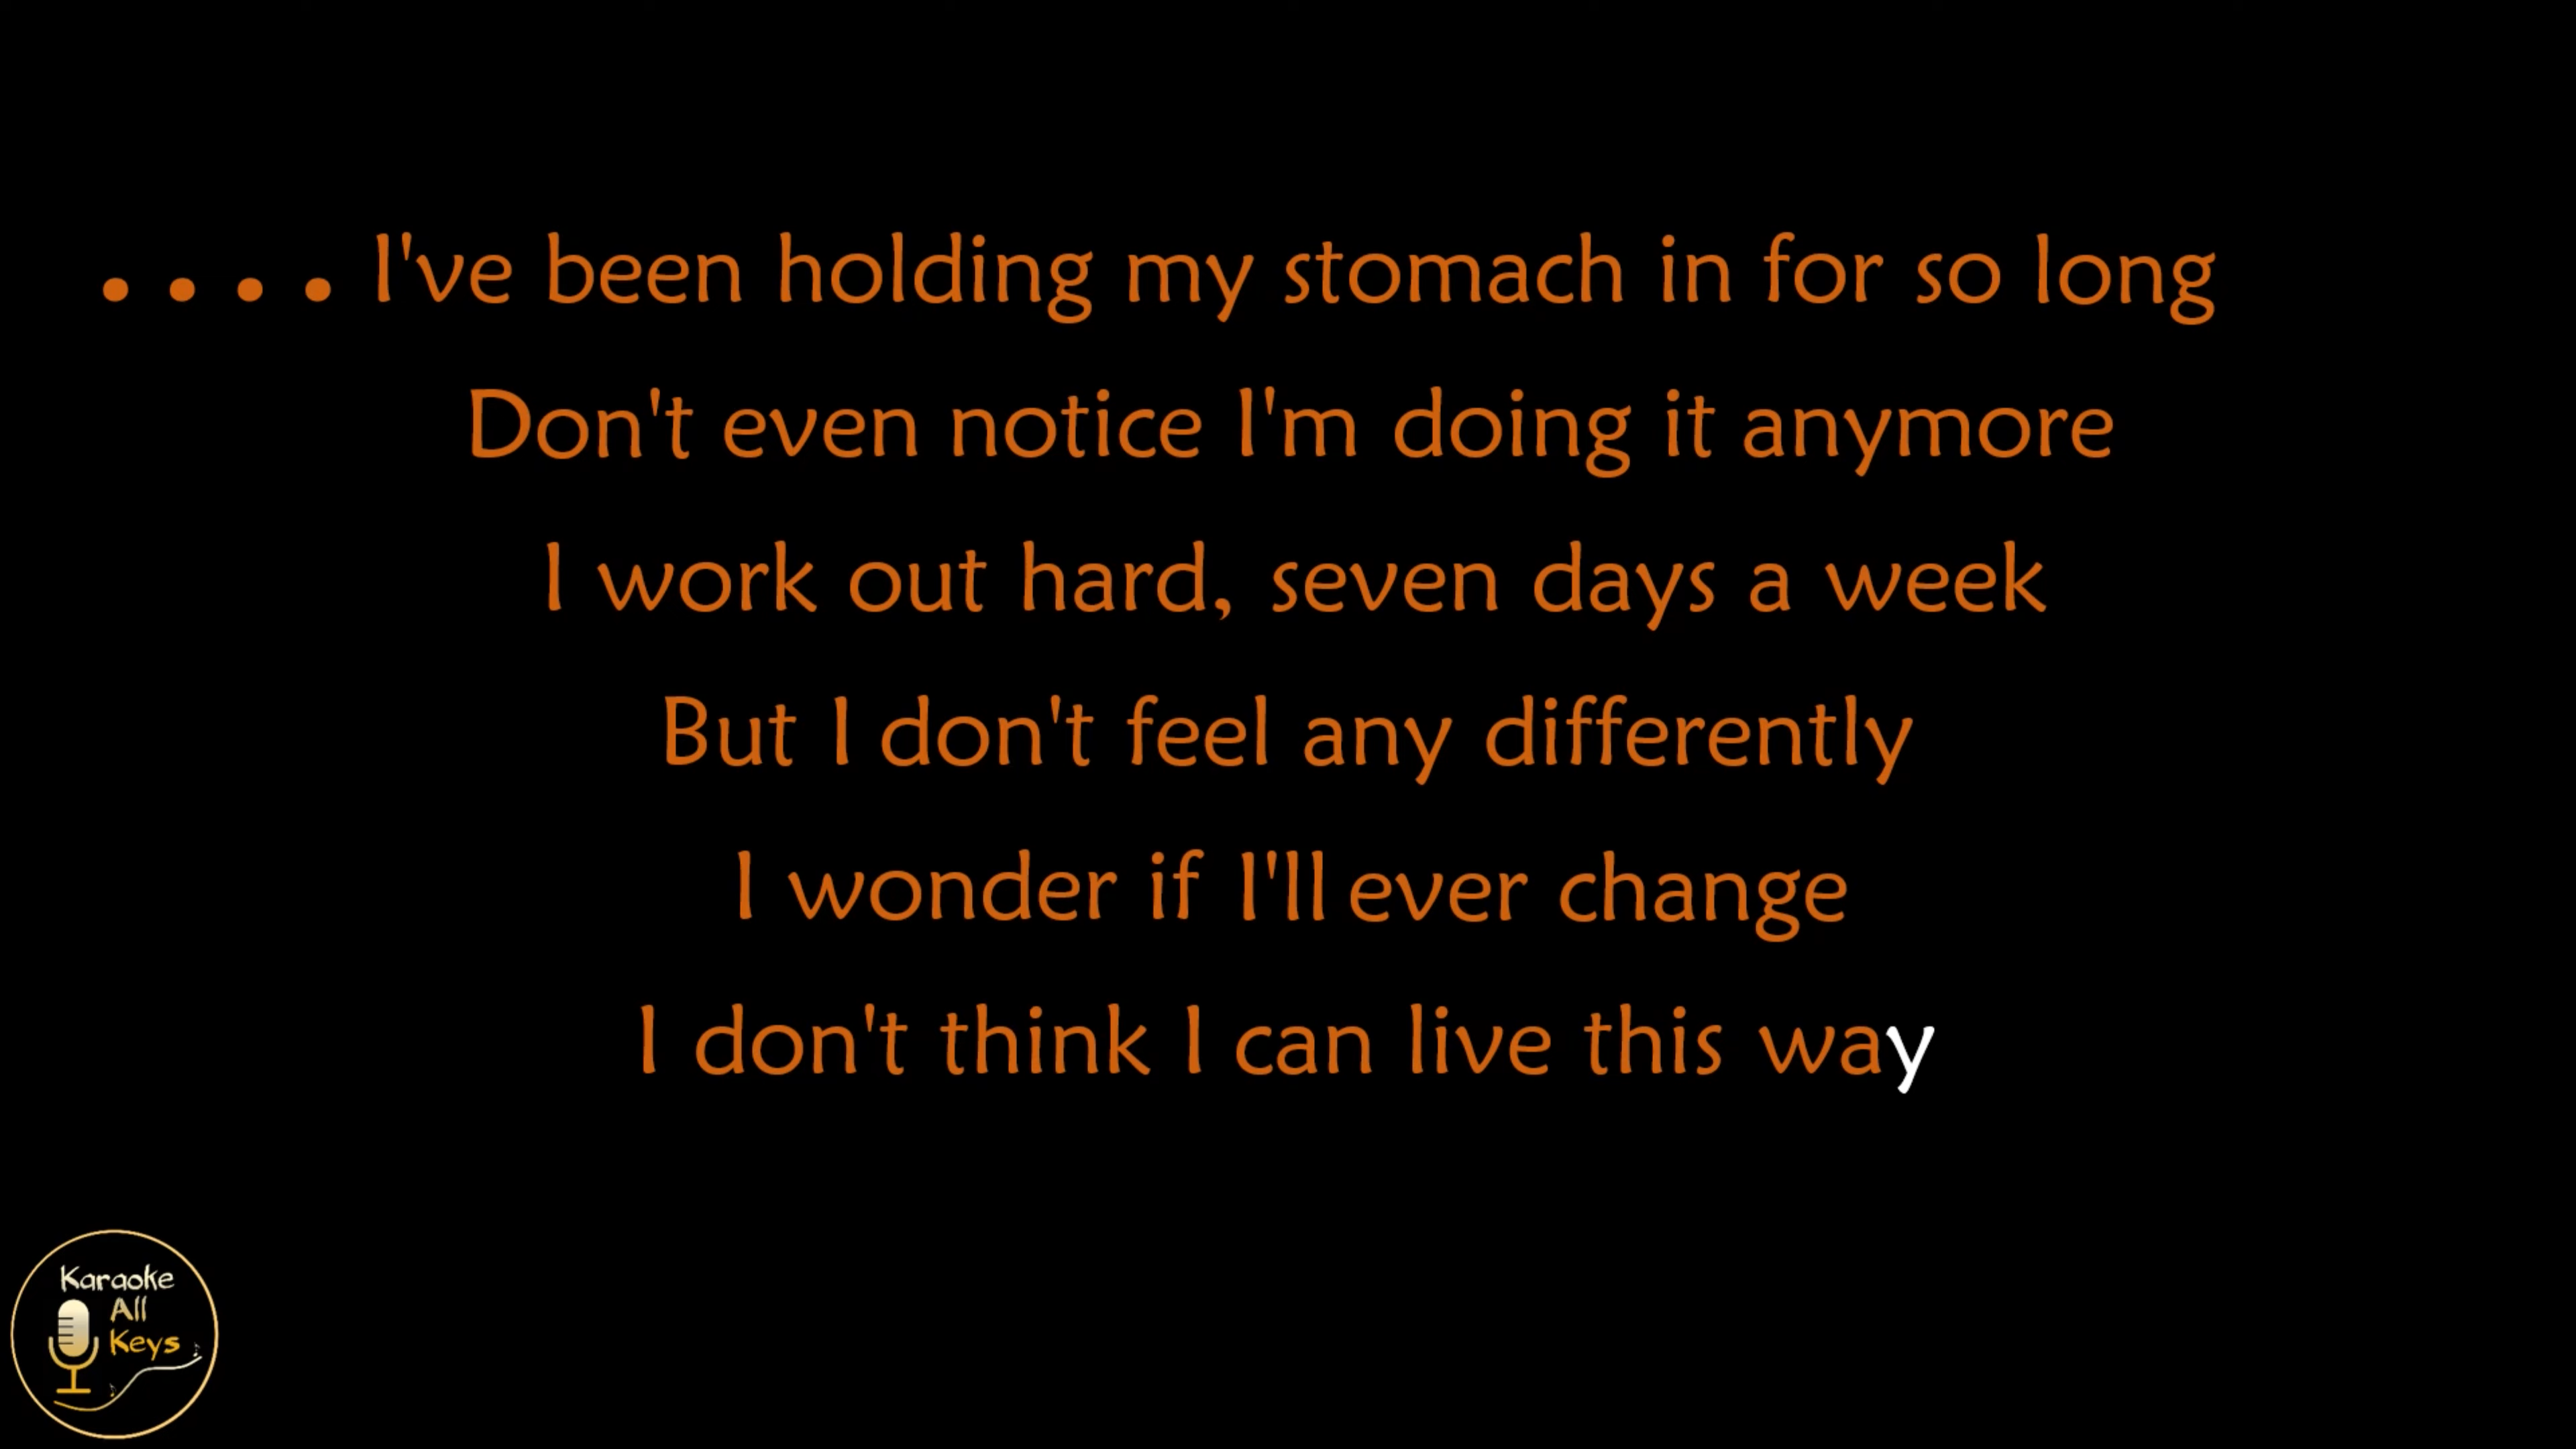 .... I've been holding my stomach in for so long
Don't even notice I'm doing it anymore
I work out hard, seven days a week
But I don't feel any differently
I wonder if I'll ever change
I don't think I can live this way
Karaoke
All
Keys